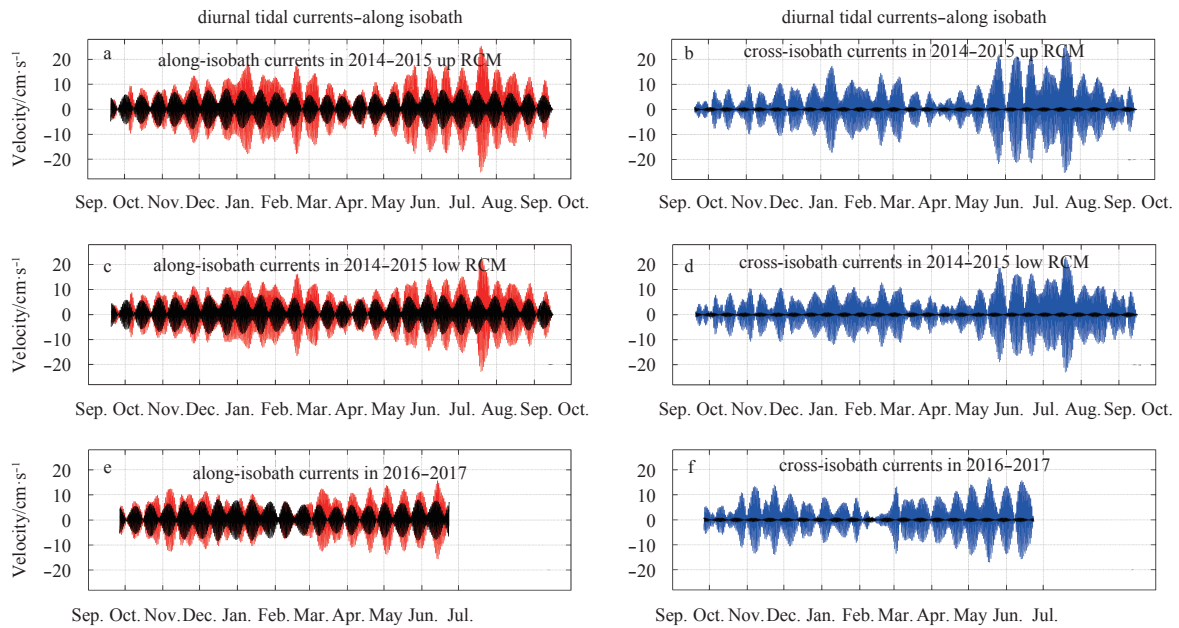 diurnal tidal currents-along isobath
diurnal tidal currents-along isobath
a
along-isobath currents in 2014-2015 up RCM
Velocity/cm·s⁻¹
20
10
0
-10
-20
Sep. Oct. Nov. Dec. Jan. Feb. Mar. Apr. May Jun. Jul. Aug. Sep. Oct.
b
cross-isobath currents in 2014-2015 up RCM
20
10
0
-10
-20
Sep. Oct. Nov. Dec. Jan. Feb. Mar. Apr. May Jun. Jul. Aug. Sep. Oct.
c
along-isobath currents in 2014-2015 low RCM
Velocity/cm·s⁻¹
20
10
0
-10
-20
Sep. Oct. Nov. Dec. Jan. Feb. Mar. Apr. May Jun. Jul. Aug. Sep. Oct.
d
cross-isobath currents in 2014-2015 low RCM
20
10
0
-10
-20
Sep. Oct. Nov. Dec. Jan. Feb. Mar. Apr. May Jun. Jul. Aug. Sep. Oct.
e
along-isobath currents in 2016-2017
Velocity/cm·s⁻¹
20
10
0
-10
-20
Sep. Oct. Nov. Dec. Jan. Feb. Mar. Apr. May Jun. Jul.
f
cross-isobath currents in 2016-2017
20
10
0
-10
-20
Sep. Oct. Nov. Dec. Jan. Feb. Mar. Apr. May Jun. Jul.